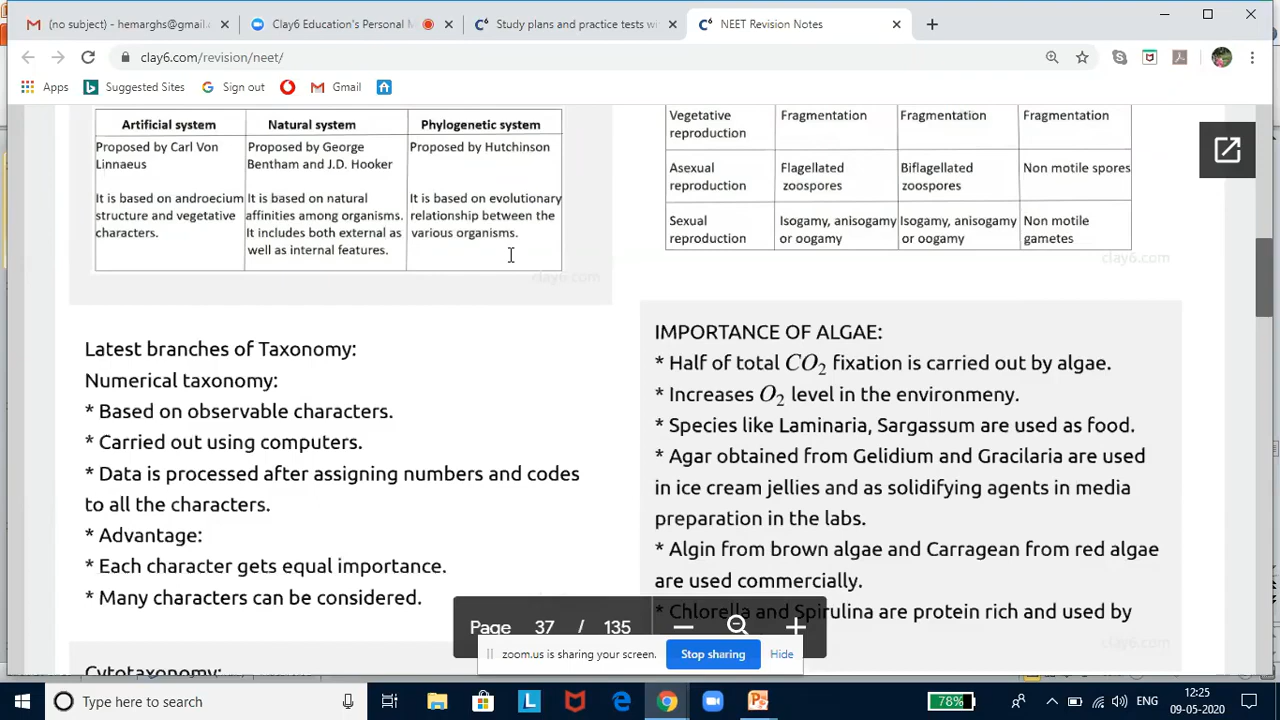 (no subject) - hemarghs@gmail.
Clay6 Education's Personal M
Study plans and practice tests w
NEET Revision Notes
clay6.com/revision/neet/
Apps
Suggested Sites
Sign out
Gmail
Artificial system
Natural system
Phylogenetic system
Proposed by Carl Von
Linnaeus
It is based on androecium
structure and vegetative
characters.
Proposed by George
Bentham and J.D. Hooker
It is based on natural
affinities among organisms.
It includes both external as
well as internal features.
Proposed by Hutchinson
It is based on evolutionary
relationship between the
various organisms.
clay6.com
Latest branches of Taxonomy:
Numerical taxonomy:
* Based on observable characters.
* Carried out using computers.
* Data is processed after assigning numbers and codes
to all the characters.
* Advantage:
* Each character gets equal importance.
* Many characters can be considered.
Cytotaxonomy:
Vegetative
reproduction
Fragmentation
Fragmentation
Fragmentation
Asexual
reproduction
Flagellated
zoospores
Biflagellated
zoospores
Non motile spores
Sexual
reproduction
Isogamy, anisogamy
or oogamy
Isogamy, anisogamy
or oogamy
Non motile
gametes
clay6.com
IMPORTANCE OF ALGAE:
* Half of total CO2 fixation is carried out by algae.
* Increases O2 level in the environmeny.
* Species like Laminaria, Sargassum are used as food.
* Agar obtained from Gelidium and Gracilaria are used
in ice cream jellies and as solidifying agents in media
preparation in the labs.
* Algin from brown algae and Carragean from red algae
are used commercially.
* Chlorella and Spirulina are protein rich and used by
clay6.com
Page 37 / 135
zoom.us is sharing your screen.
Stop sharing
Hide
Type here to search
78%
ENG
12:25
09-05-2020